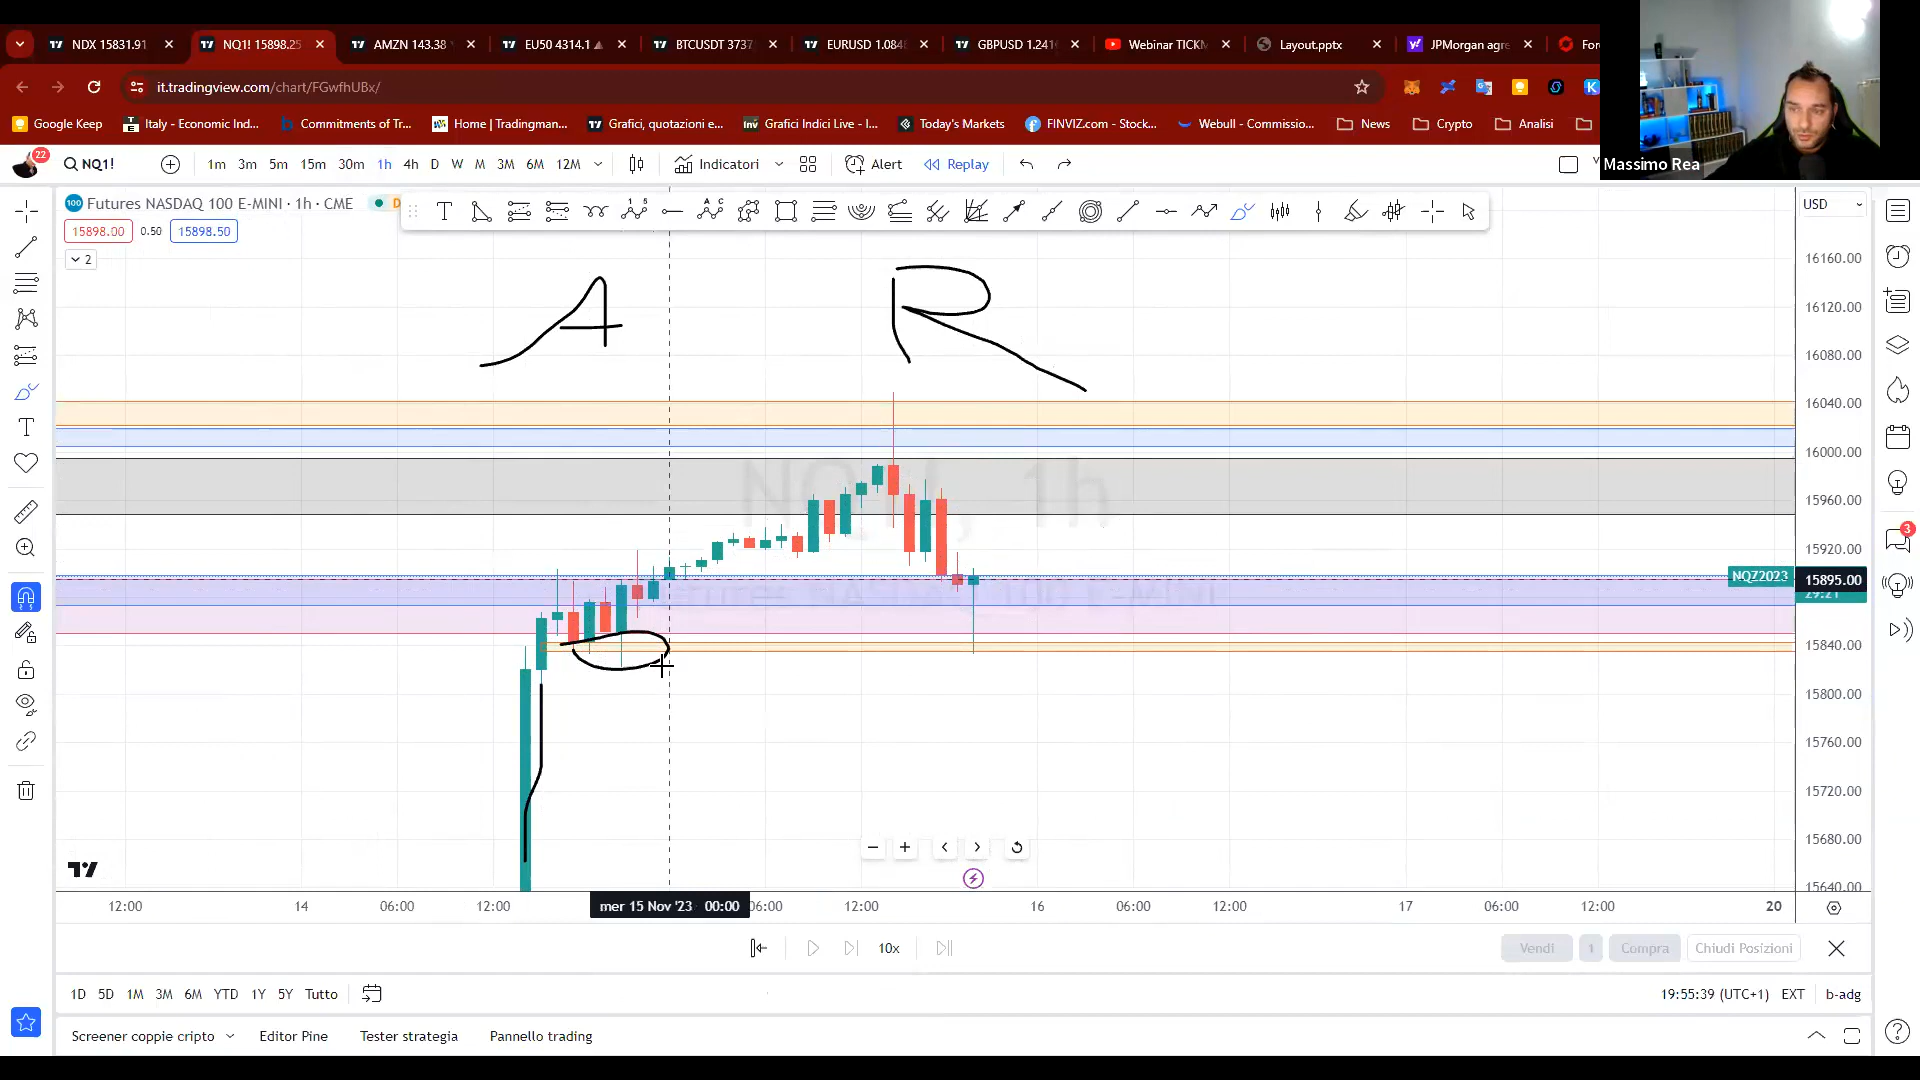 NDX 15831.91
NQ1! 15898.25
AMZN 143.38
EU50 4314.1
BTCUSDT 3737
EURUSD 1.084
GBPUSD 1.241
Webinar TICKM
Layout.pptx
JPMorgan agre
For
it.tradingview.com/chart/FGwfhUBx/
Google Keep
Italy - Economic Ind...
Commitments of Tr...
Home | Tradingman...
Grafici, quotazioni e...
Grafici Indici Live - I...
Today's Markets
FINVIZ.com - Stock...
Webull - Commissio...
News
Crypto
Analisi
Massimo Rea
22
NQ1!
1m 3m 5m 15m 30m 1h 4h D W M 3M 6M 12M
Indicatori
Alert
Replay
Futures NASDAQ 100 E-MINI · 1h · CME
USD
15898.00 0.50 15898.50
2
A R
16160.00
16120.00
16080.00
16040.00
16000.00
15960.00
15920.00
NQZ2023 15895.00
29:21
15840.00
15800.00
15760.00
15720.00
15680.00
15640.00
3
12:00 14 06:00 12:00 mer 15 Nov '23 00:00 06:00 12:00 16 06:00 12:00 17 06:00 12:00 20
10x
Vendi 1 Compra Chiudi Posizioni
1D 5D 1M 3M 6M YTD 1Y 5Y Tutto
19:55:39 (UTC+1) EXT b-adg
Screener coppie cripto Editor Pine Tester strategia Pannello trading